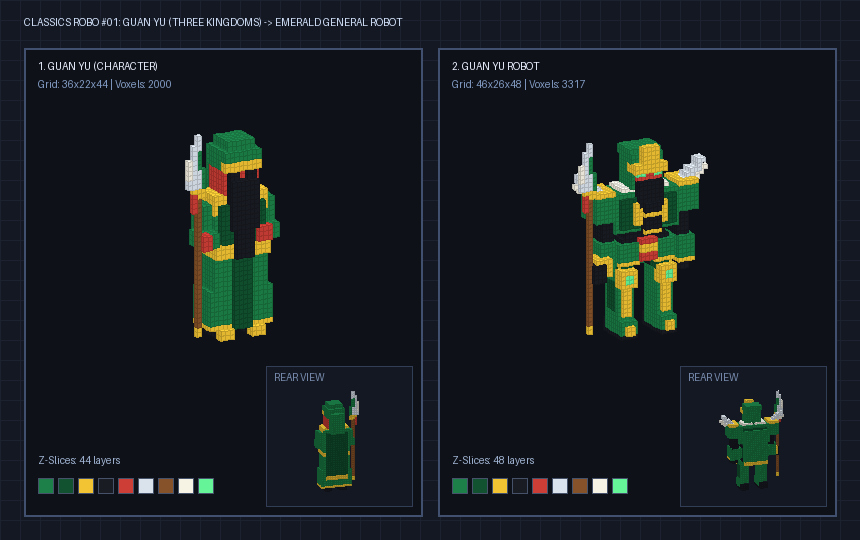 CLASSICS ROBO #01: GUAN YU (THREE KINGDOMS) -> EMERALD GENERAL ROBOT
1. GUAN YU (CHARACTER)
Grid: 36x22x44 | Voxels: 2000
REAR VIEW
Z-Slices: 44 layers
2. GUAN YU ROBOT
Grid: 46x26x48 | Voxels: 3317
REAR VIEW
Z-Slices: 48 layers